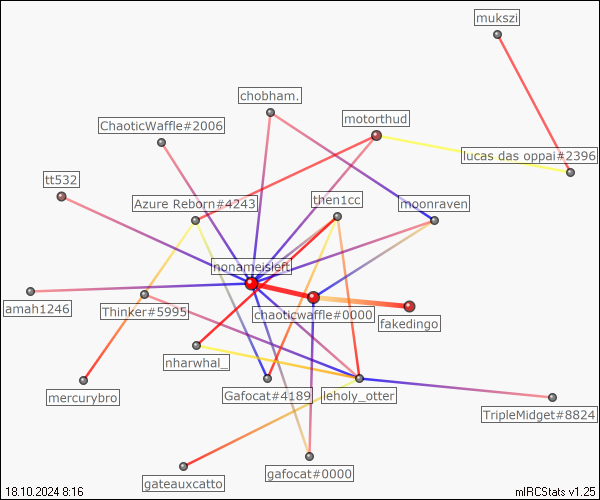 mukszi
chobham.
motorthud
ChaoticWaffle#2006
lucas das oppai#2396
tt532
Azure Reborn#4243
then1cc
moonraven
nonameisleft
amah1246
Thinker#5995
chaoticwaffle#0000
fakedingo
nharwhal_
mercurybro
Gafocat#4189
leholy_otter
TripleMidget#8824
gateauxcatto
gafocat#0000
18.10.2024 8:16
mIRCStats v1.25